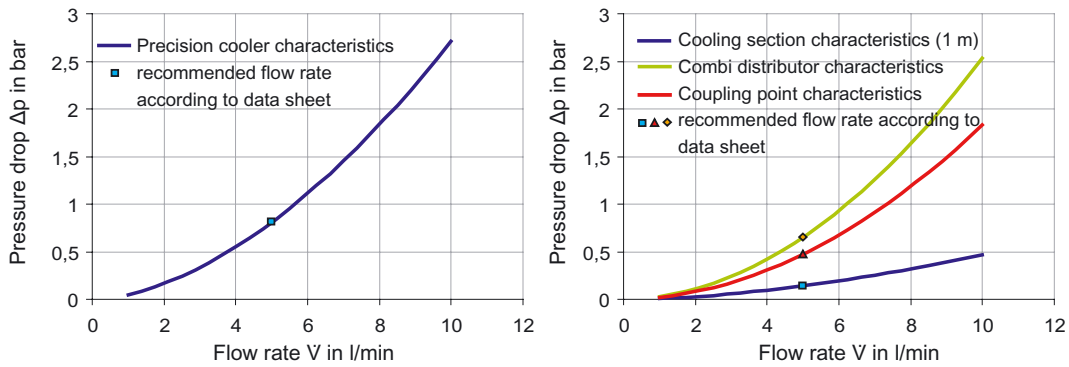 3
2,5
2
1,5
1
0,5
0
Pressure drop Δp in bar
Precision cooler characteristics
recommended flow rate
according to data sheet
0 2 4 6 8 10 12
Flow rate V̇ in l/min
3
2,5
2
1,5
1
0,5
0
Pressure drop Δp in bar
Cooling section characteristics (1 m)
Combi distributor characteristics
Coupling point characteristics
recommended flow rate according to
data sheet
0 2 4 6 8 10 12
Flow rate V̇ in l/min